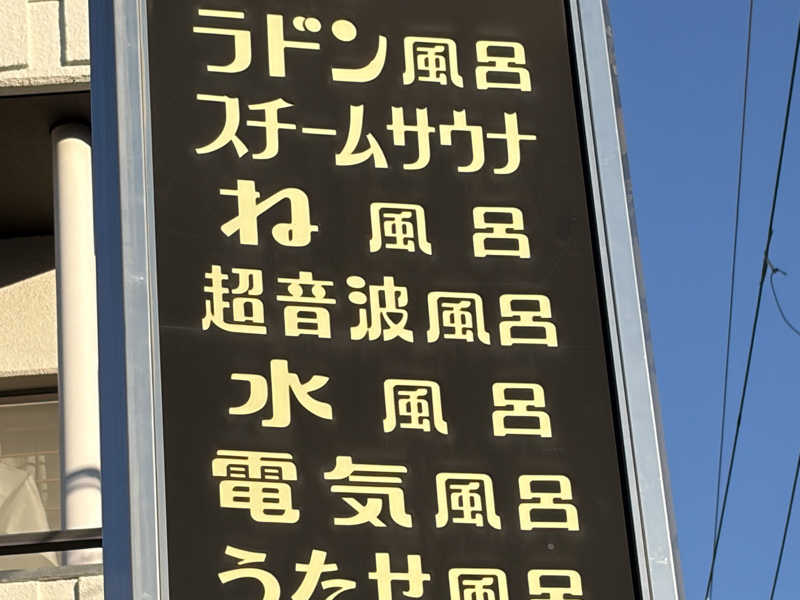 ラドン風呂
スチームサウナ
ね風呂
超音波風呂
水風呂
電気風呂
うたせ風呂